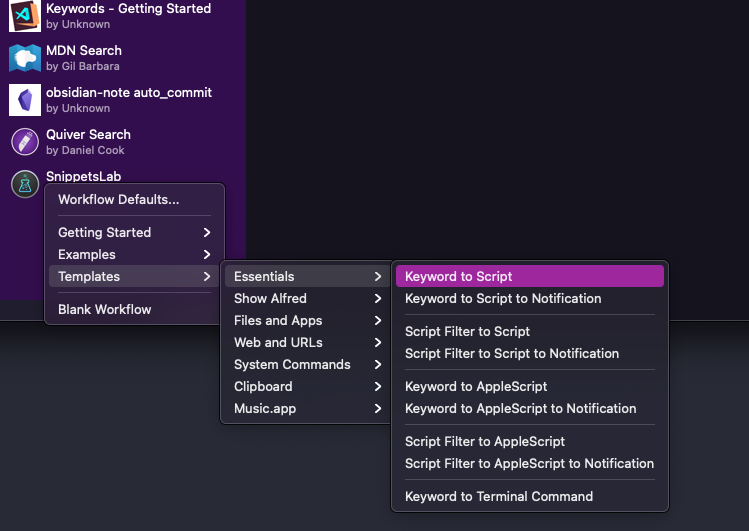 Keywords - Getting Started
by Unknown
MDN Search
by Gil Barbara
obsidian-note auto_commit
by Unknown
Quiver Search
by Daniel Cook
SnippetsLab
Workflow Defaults...
Getting Started
Examples
Templates
Blank Workflow
Essentials
Show Alfred
Files and Apps
Web and URLs
System Commands
Clipboard
Music.app
Keyword to Script
Keyword to Script to Notification
Script Filter to Script
Script Filter to Script to Notification
Keyword to AppleScript
Keyword to AppleScript to Notification
Script Filter to AppleScript
Script Filter to AppleScript to Notification
Keyword to Terminal Command